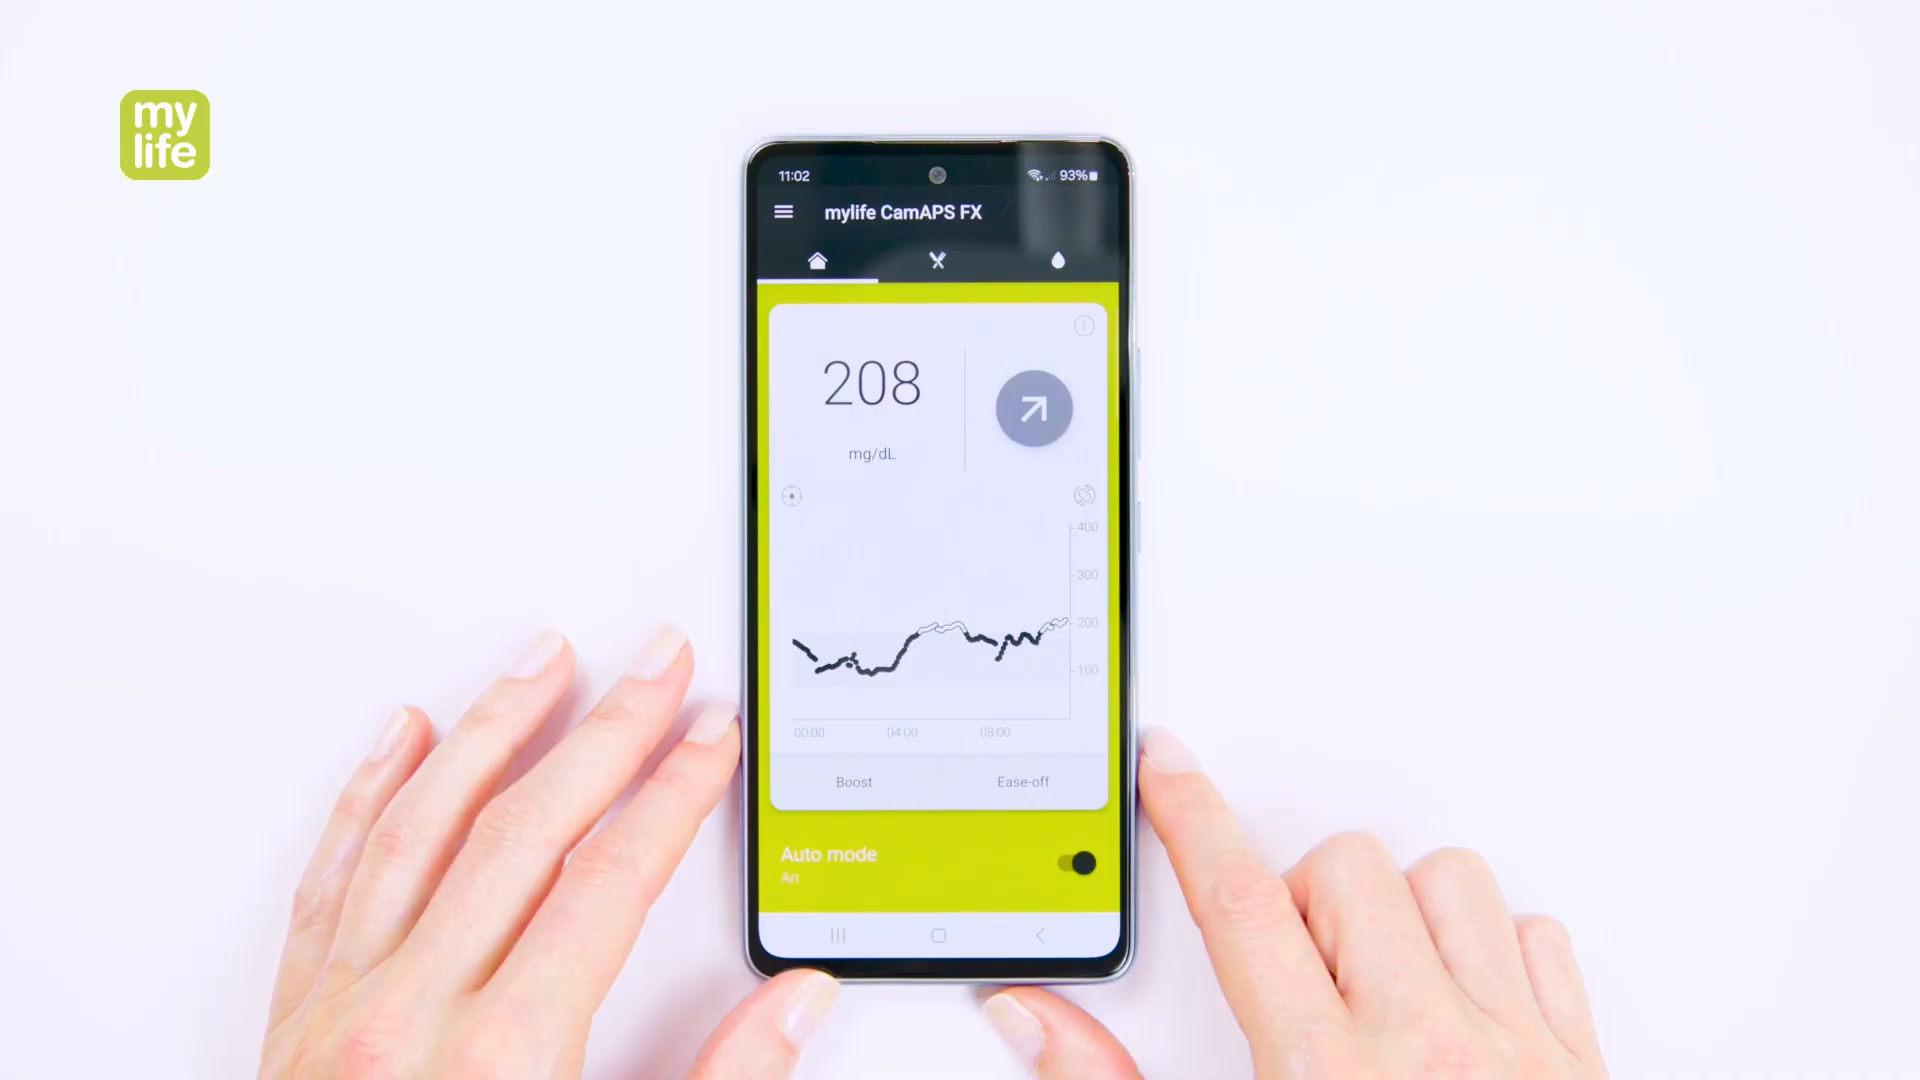 my
life
11:02
93%
mylife CamAPS FX
208
mg/dL
400
300
200
100
00:00 04:00 08:00
Boost Ease-off
Auto mode
An